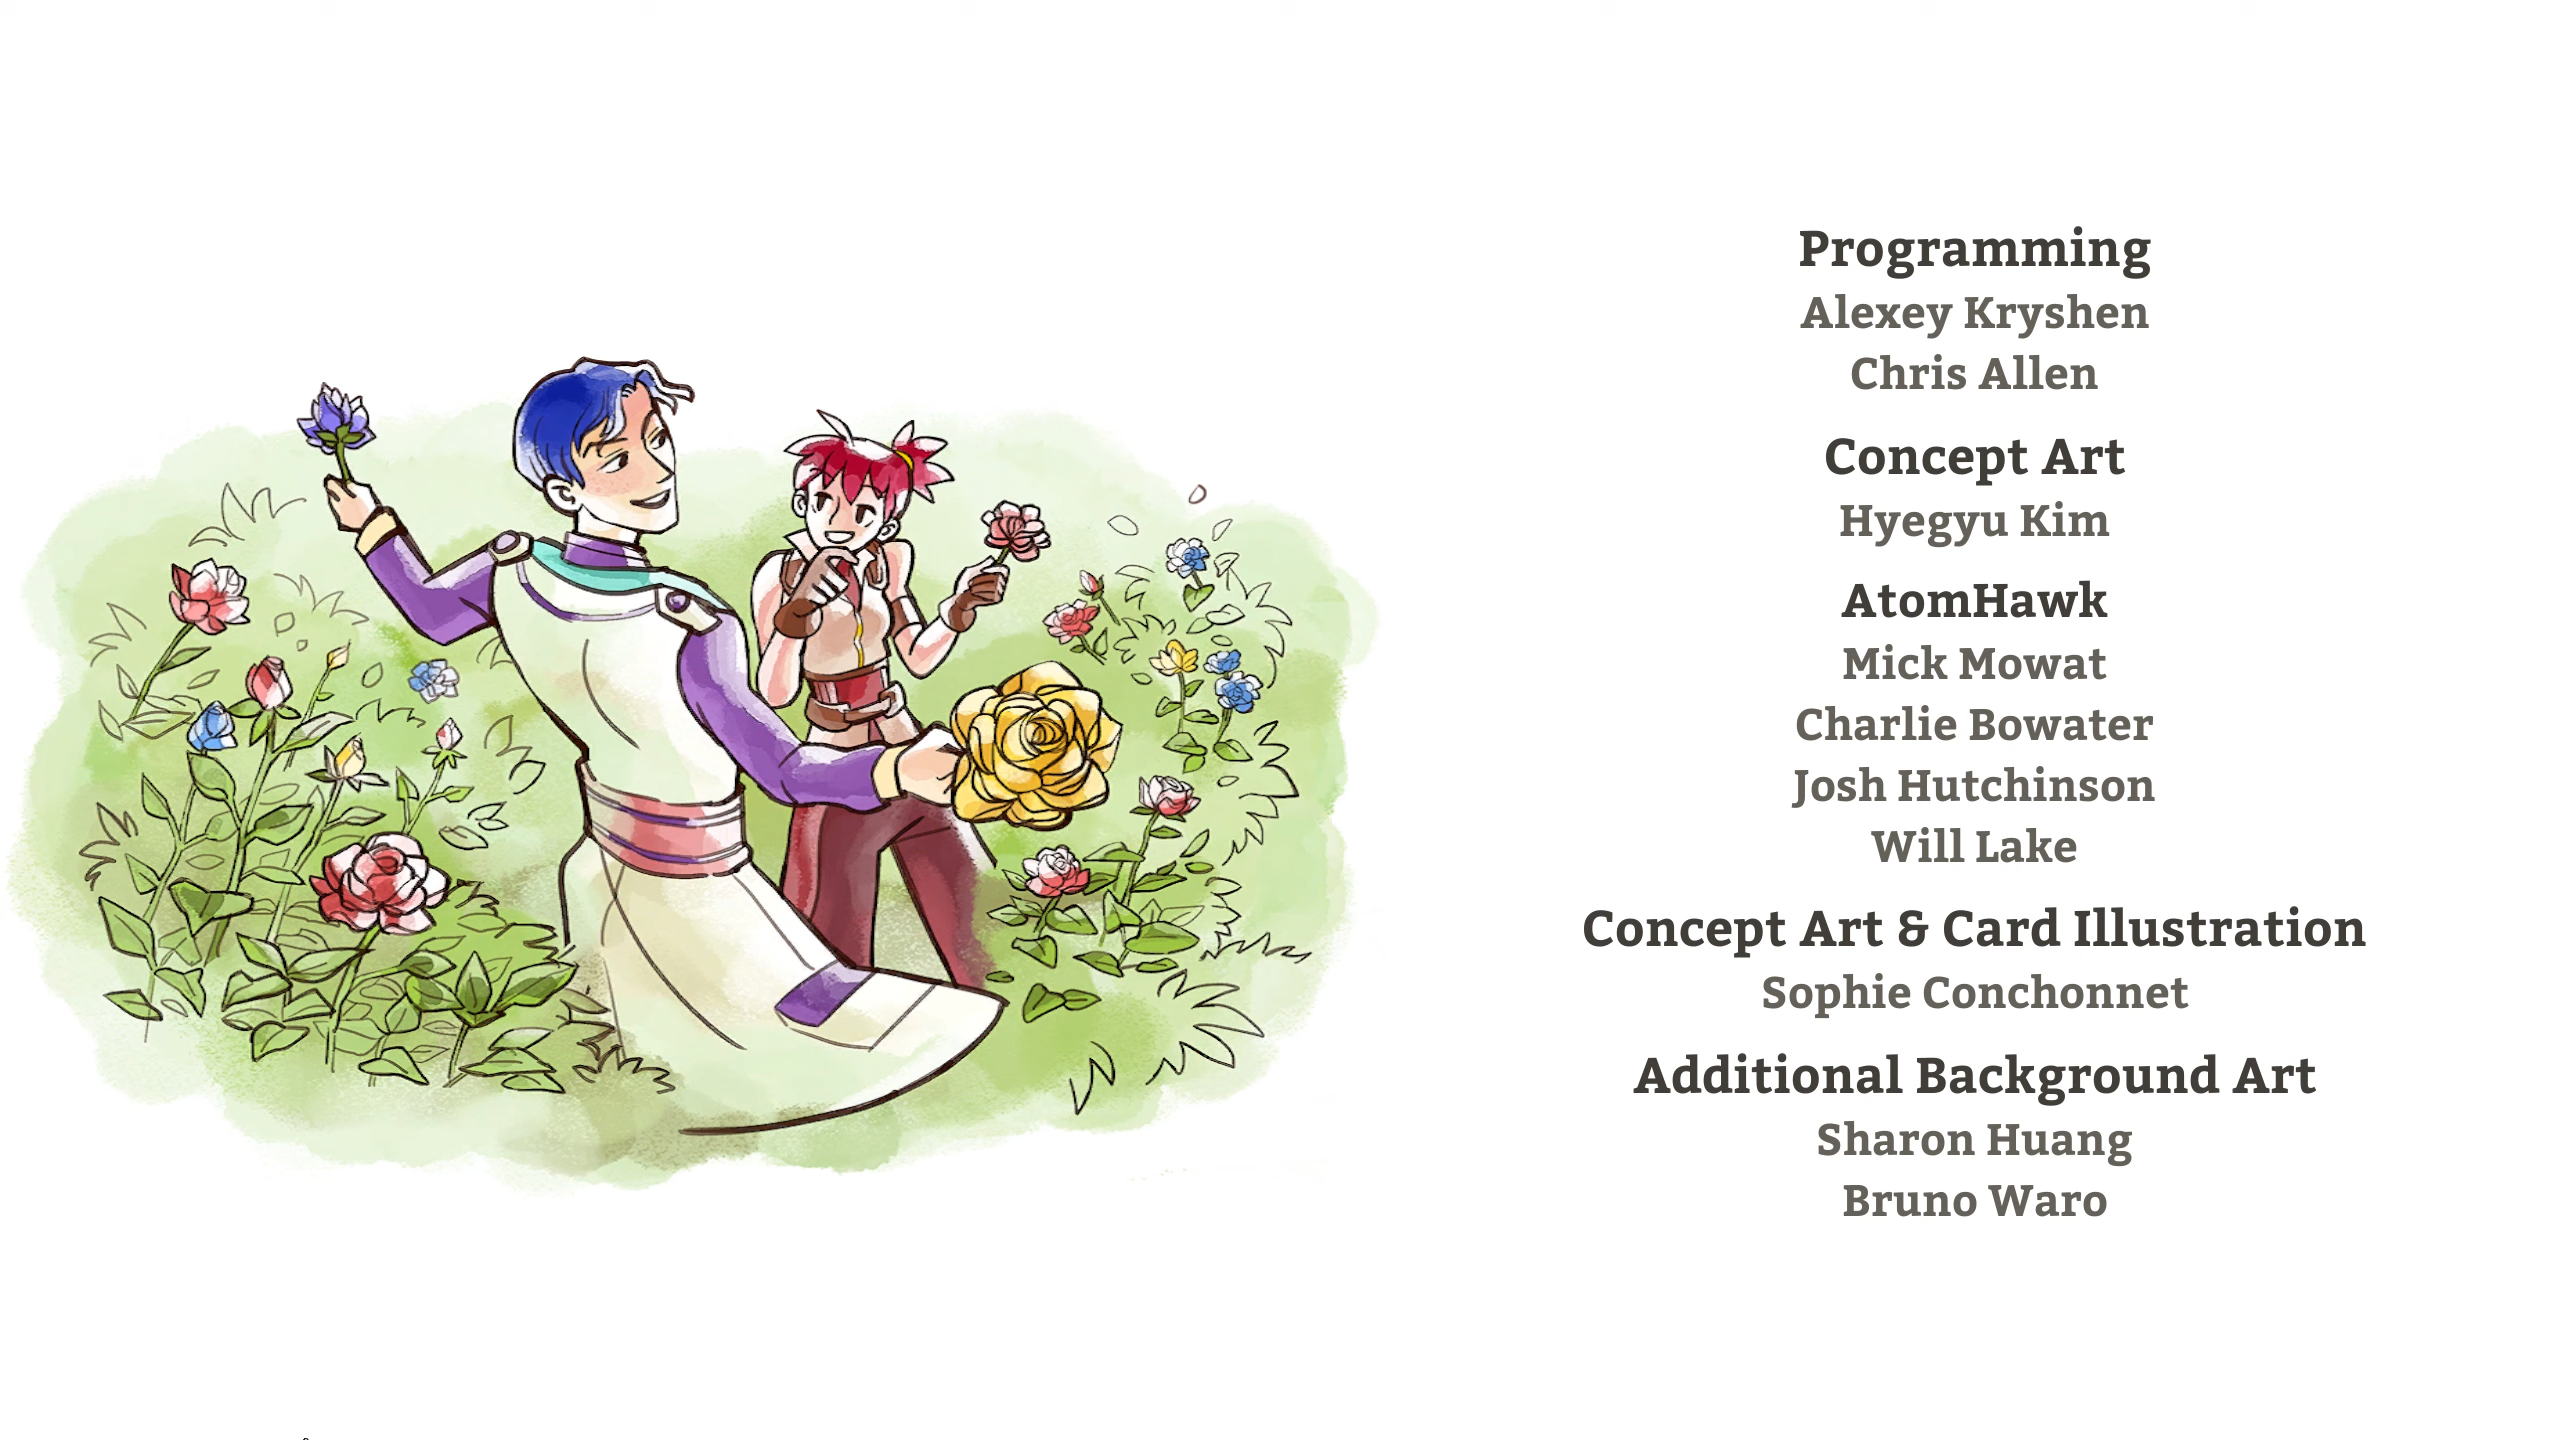 Programming
Alexey Kryshen
Chris Allen
Concept Art
Hyegyu Kim
AtomHawk
Mick Mowat
Charlie Bowater
Josh Hutchinson
Will Lake
Concept Art & Card Illustration
Sophie Conchonnet
Additional Background Art
Sharon Huang
Bruno Waro